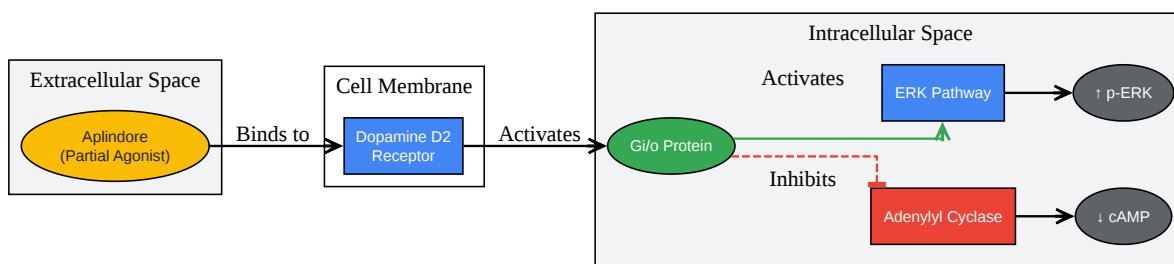 Extracellular Space
Aplindore
(Partial Agonist)
Binds to
Cell Membrane
Dopamine D2
Receptor
Activates
Intracellular Space
Gi/o Protein
Activates
ERK Pathway
↑ p-ERK
Inhibits
Adenylyl Cyclase
↓ cAMP